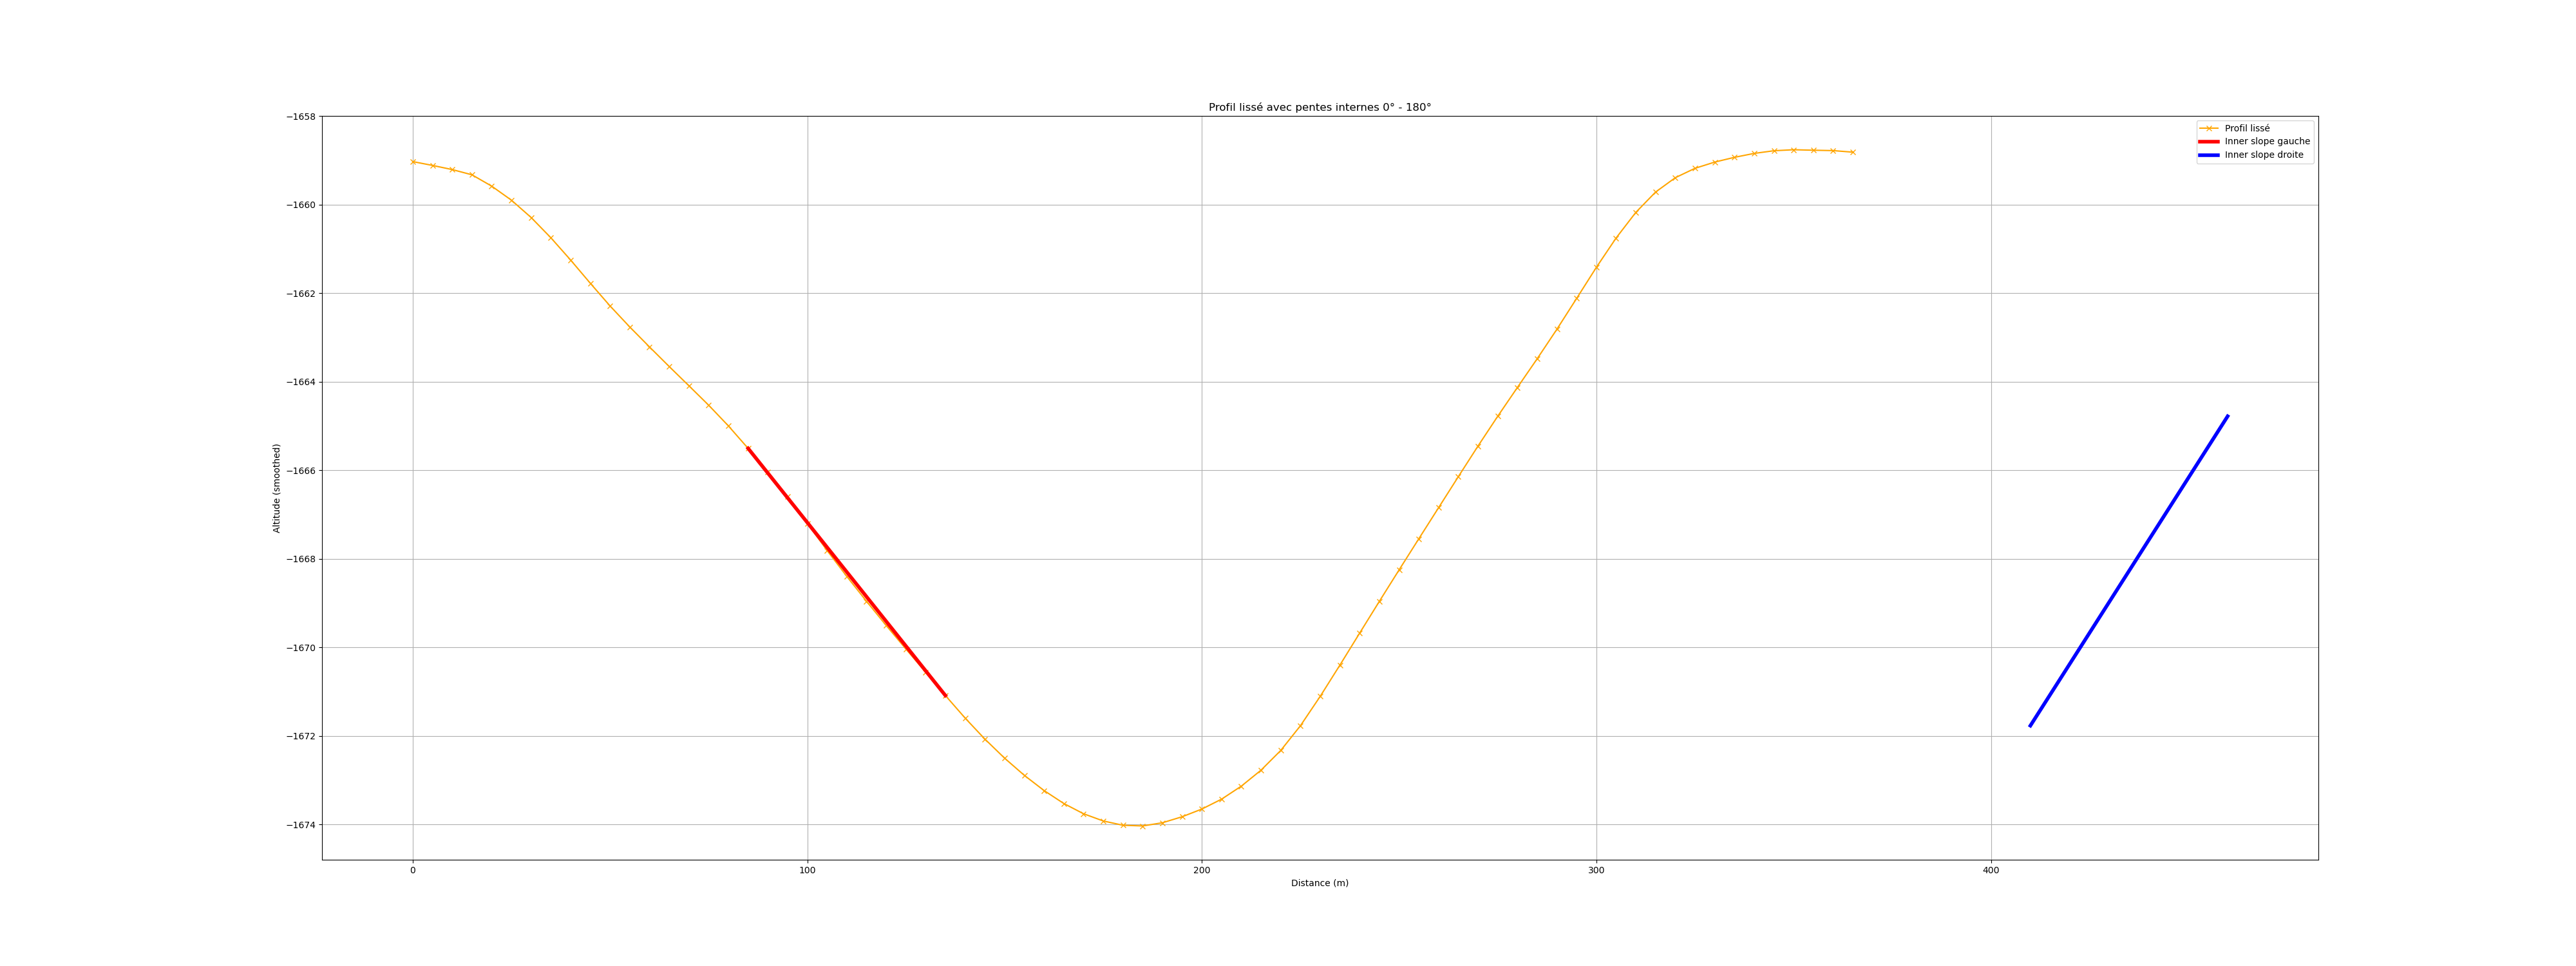 Profil lissé avec pentes internes 0° - 180°
−1658
−1660
−1662
−1664
−1666
−1668
−1670
−1672
−1674
Altitude (smoothed)
0
100
200
300
400
Distance (m)
Profil lissé
Inner slope gauche
Inner slope droite